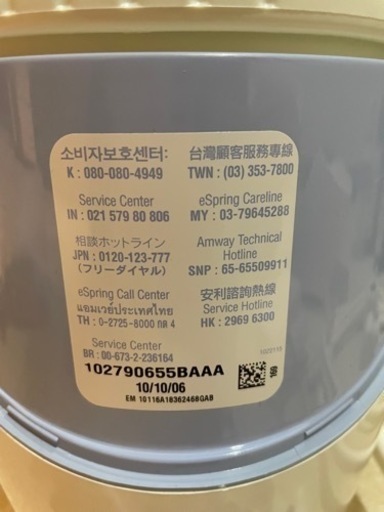 소비자보호센터:
K : 080-080-4949
台灣顧客服務專線
TWN : (03) 353-7800
Service Center
IN : 021 579 80 806
eSpring Careline
MY : 03-79645288
相談ホットライン
JPN : 0120-123-777
(フリーダイヤル)
Amway Technical
Hotline
SNP : 65-65509911
eSpring Call Center
แอมเวย์ประเทศไทย
TH : 0-2725-8000 กด 4
安利諮詢熱線
Service Hotline
HK : 2969 6300
Service Center
BR : 00-673-2-236164
102790655BAAA
10/10/06
EM 10116A18362468GAB
169